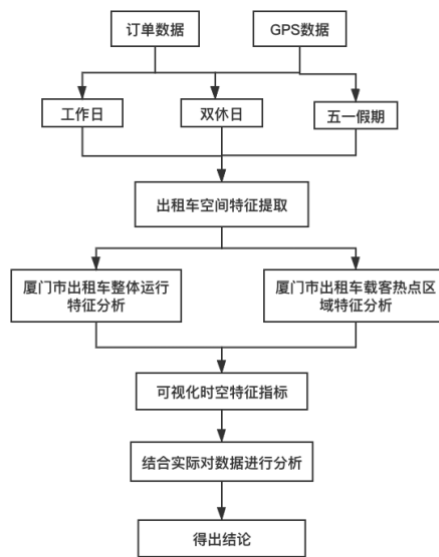 订单数据
GPS数据
工作日
双休日
五一假期
出租车空间特征提取
厦门市出租车整体运行
特征分析
厦门市出租车载客热点区
域特征分析
可视化时空特征指标
结合实际对数据进行分析
得出结论